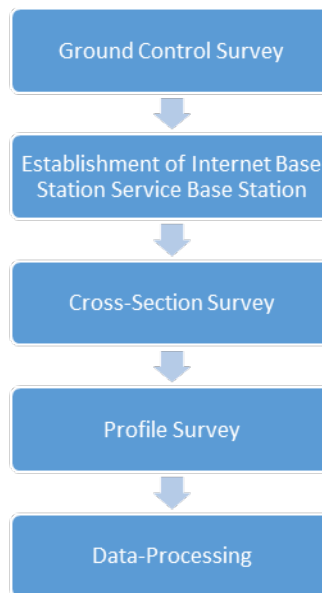 Ground Control Survey
Establishment of Internet Base
Station Service Base Station
Cross-Section Survey
Profile Survey
Data-Processing